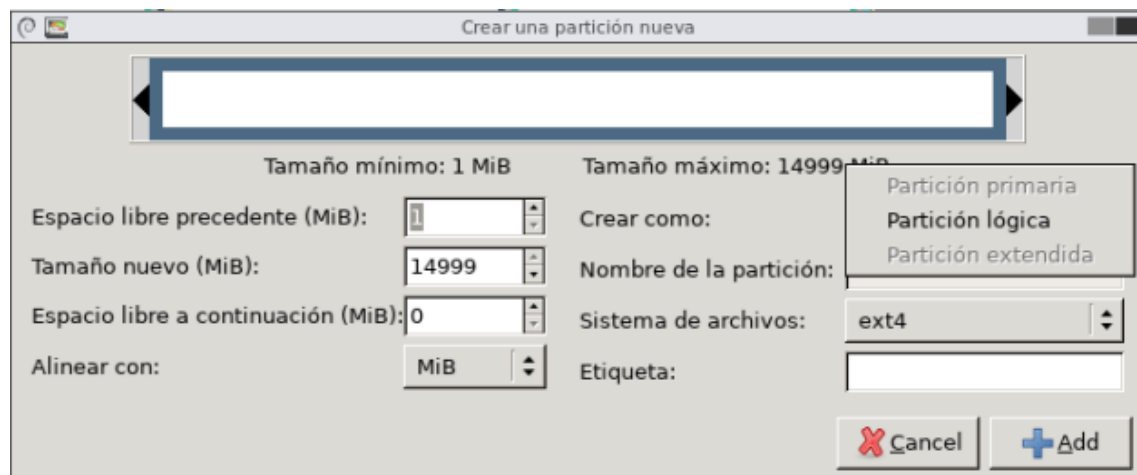 Crear una partición nueva
Tamaño mínimo: 1 MiB
Tamaño máximo: 14999 MiB
Espacio libre precedente (MiB):
1
Crear como:
Partición primaria
Partición lógica
Partición extendida
Tamaño nuevo (MiB):
14999
Nombre de la partición:
Espacio libre a continuación (MiB):
0
Sistema de archivos:
ext4
Alinear con:
MiB
Etiqueta:
Cancel
Add